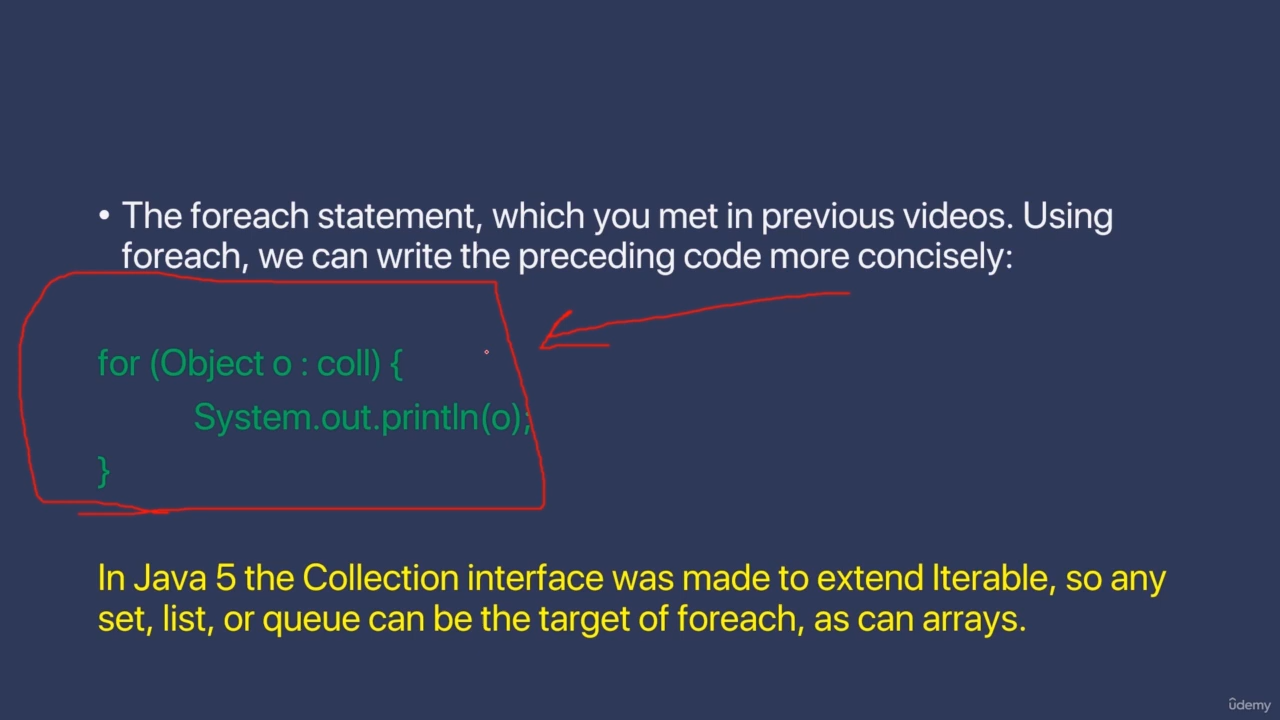 • The foreach statement, which you met in previous videos. Using
foreach, we can write the preceding code more concisely:
for (Object o : coll) {
System.out.println(o);
}
In Java 5 the Collection interface was made to extend Iterable, so any
set, list, or queue can be the target of foreach, as can arrays.
ûdemy